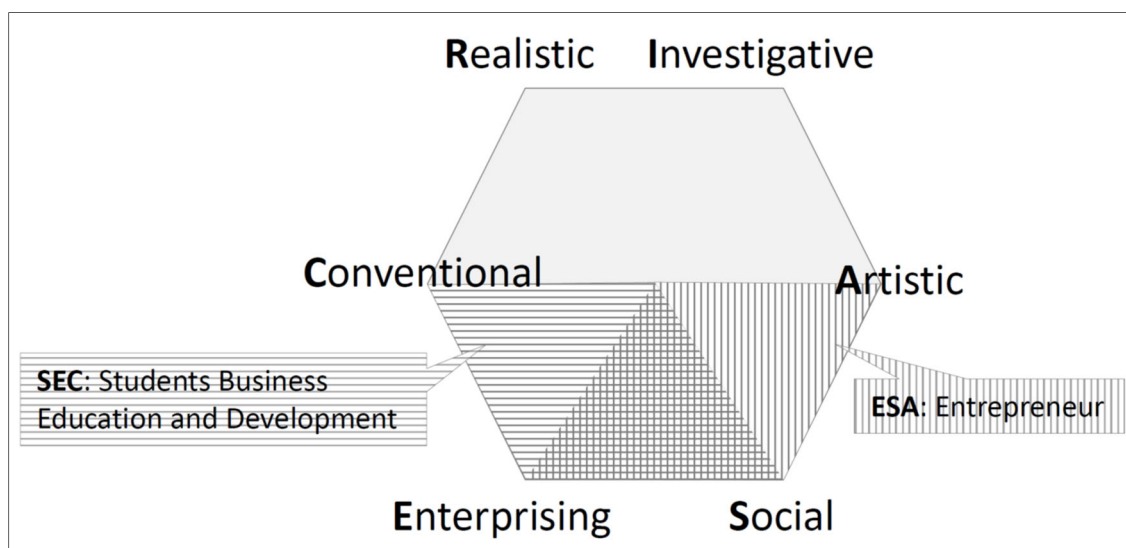 Realistic
Investigative
Conventional
Artistic
SEC: Students Business
Education and Development
ESA: Entrepreneur
Enterprising
Social